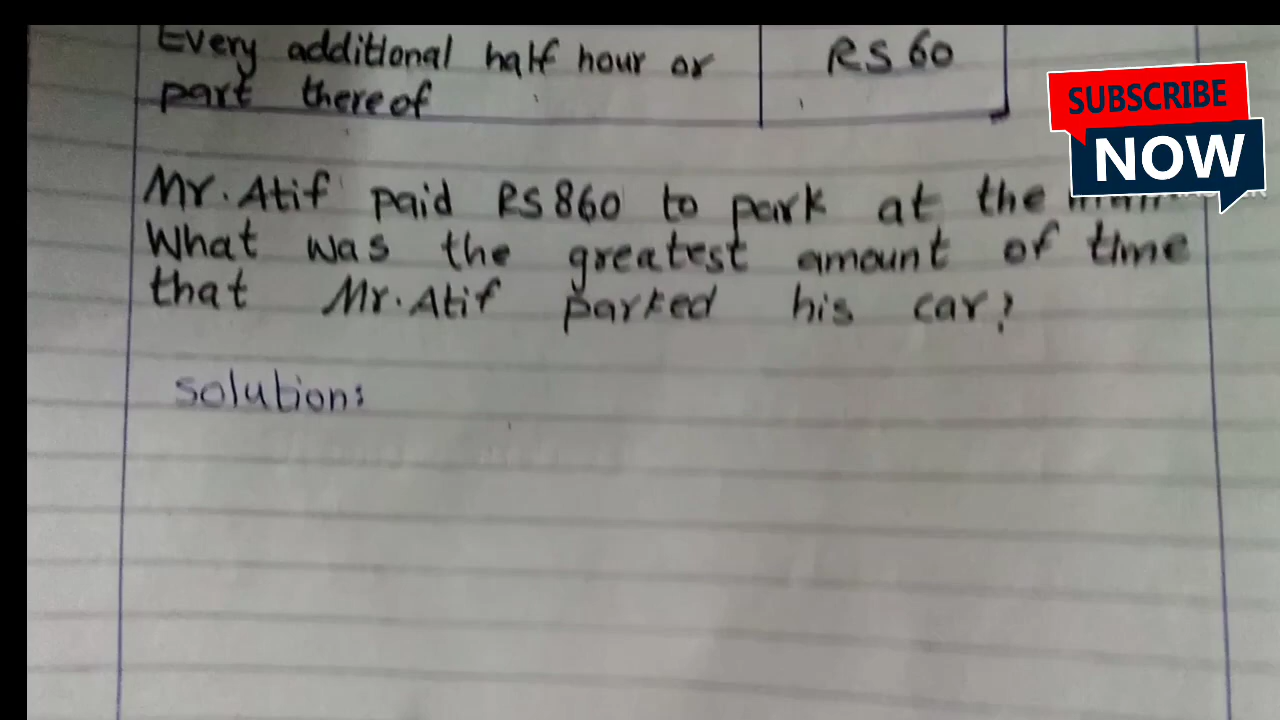 Every additional half hour or
part thereof
RS 60
SUBSCRIBE
NOW
Mr. Atif paid RS 860 to park at the
What was the greatest amount of time
that Mr. Atif parked his car?
Solution: